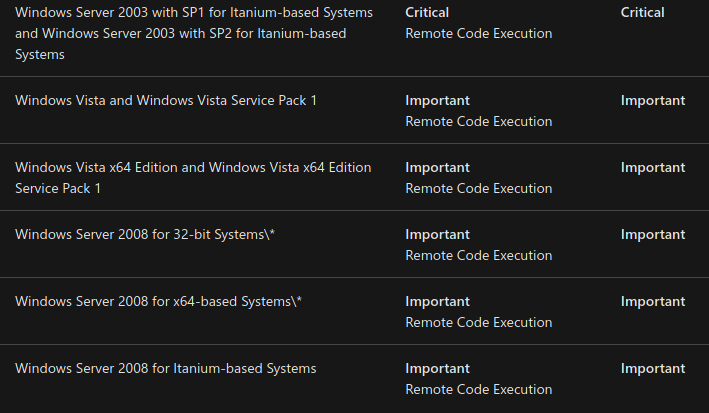 Windows Server 2003 with SP1 for Itanium-based Systems
and Windows Server 2003 with SP2 for Itanium-based
Systems
Critical
Remote Code Execution
Critical
Windows Vista and Windows Vista Service Pack 1
Important
Remote Code Execution
Important
Windows Vista x64 Edition and Windows Vista x64 Edition
Service Pack 1
Important
Remote Code Execution
Important
Windows Server 2008 for 32-bit Systems\*
Important
Remote Code Execution
Important
Windows Server 2008 for x64-based Systems\*
Important
Remote Code Execution
Important
Windows Server 2008 for Itanium-based Systems
Important
Remote Code Execution
Important